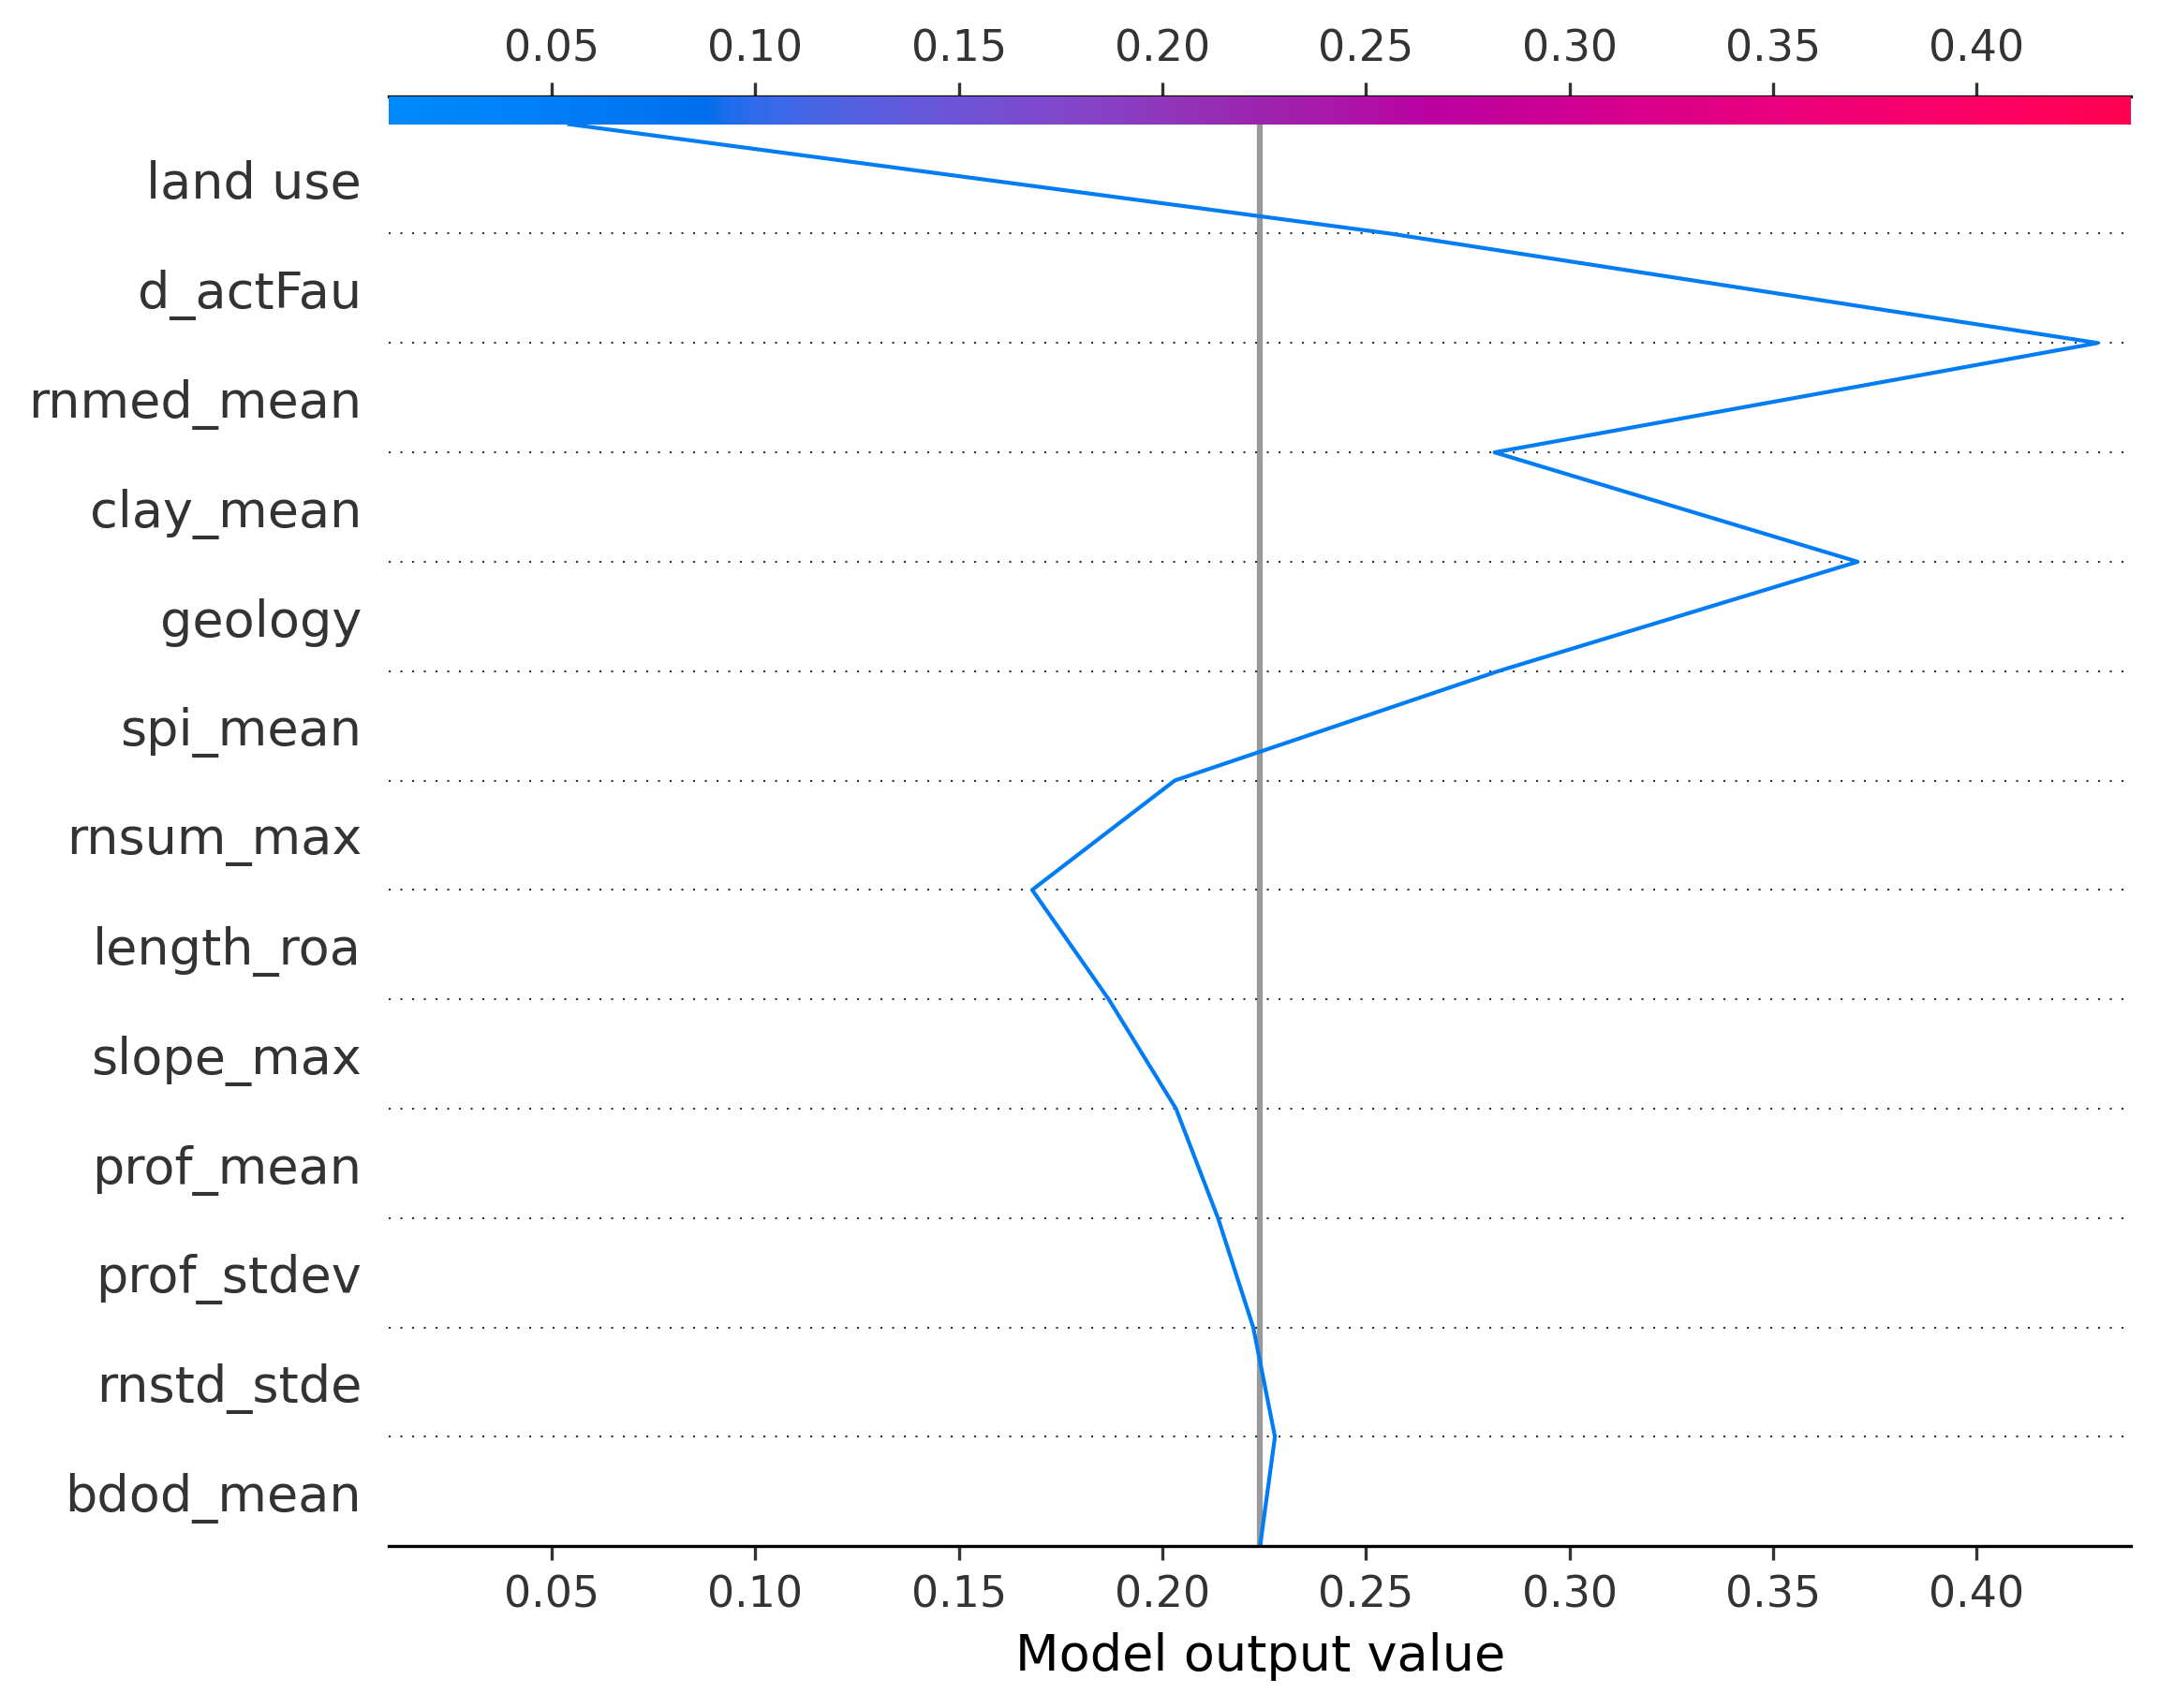 0.05 0.10 0.15 0.20 0.25 0.30 0.35 0.40
land use
d_actFau
rnmed_mean
clay_mean
geology
spi_mean
rnsum_max
length_roa
slope_max
prof_mean
prof_stdev
rnstd_stde
bdod_mean
0.05 0.10 0.15 0.20 0.25 0.30 0.35 0.40
Model output value